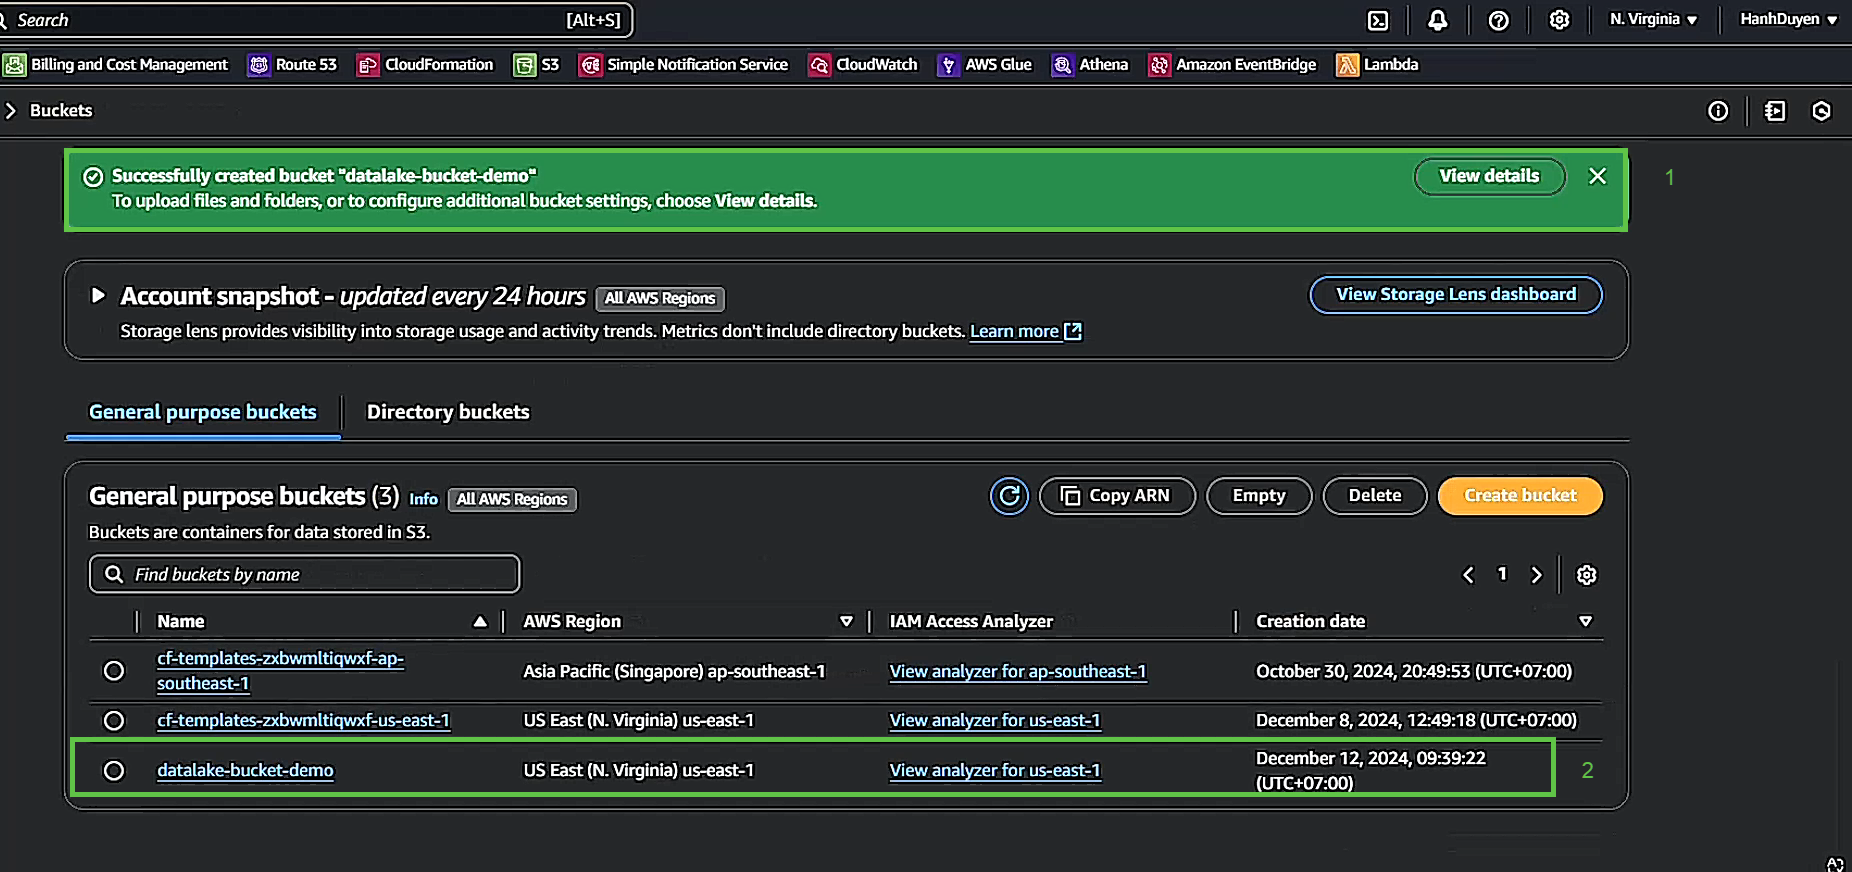 Search [Alt+S] N. Virginia ▼ HanhDuyen ▼
Billing and Cost Management Route 53 CloudFormation S3 Simple Notification Service CloudWatch AWS Glue Athena Amazon EventBridge Lambda
Buckets
Successfully created bucket "datalake-bucket-demo"
To upload files and folders, or to configure additional bucket settings, choose View details.
View details
1
Account snapshot - updated every 24 hours All AWS Regions
Storage lens provides visibility into storage usage and activity trends. Metrics don't include directory buckets. Learn more
View Storage Lens dashboard
General purpose buckets Directory buckets
General purpose buckets (3) Info All AWS Regions
Copy ARN Empty Delete Create bucket
Buckets are containers for data stored in S3.
Find buckets by name
1
Name AWS Region IAM Access Analyzer Creation date
cf-templates-zxbwmltiqwxf-ap-
southeast-1
Asia Pacific (Singapore) ap-southeast-1 View analyzer for ap-southeast-1 October 30, 2024, 20:49:53 (UTC+07:00)
cf-templates-zxbwmltiqwxf-us-east-1 US East (N. Virginia) us-east-1 View analyzer for us-east-1 December 8, 2024, 12:49:18 (UTC+07:00)
datalake-bucket-demo US East (N. Virginia) us-east-1 View analyzer for us-east-1 December 12, 2024, 09:39:22
(UTC+07:00)
2